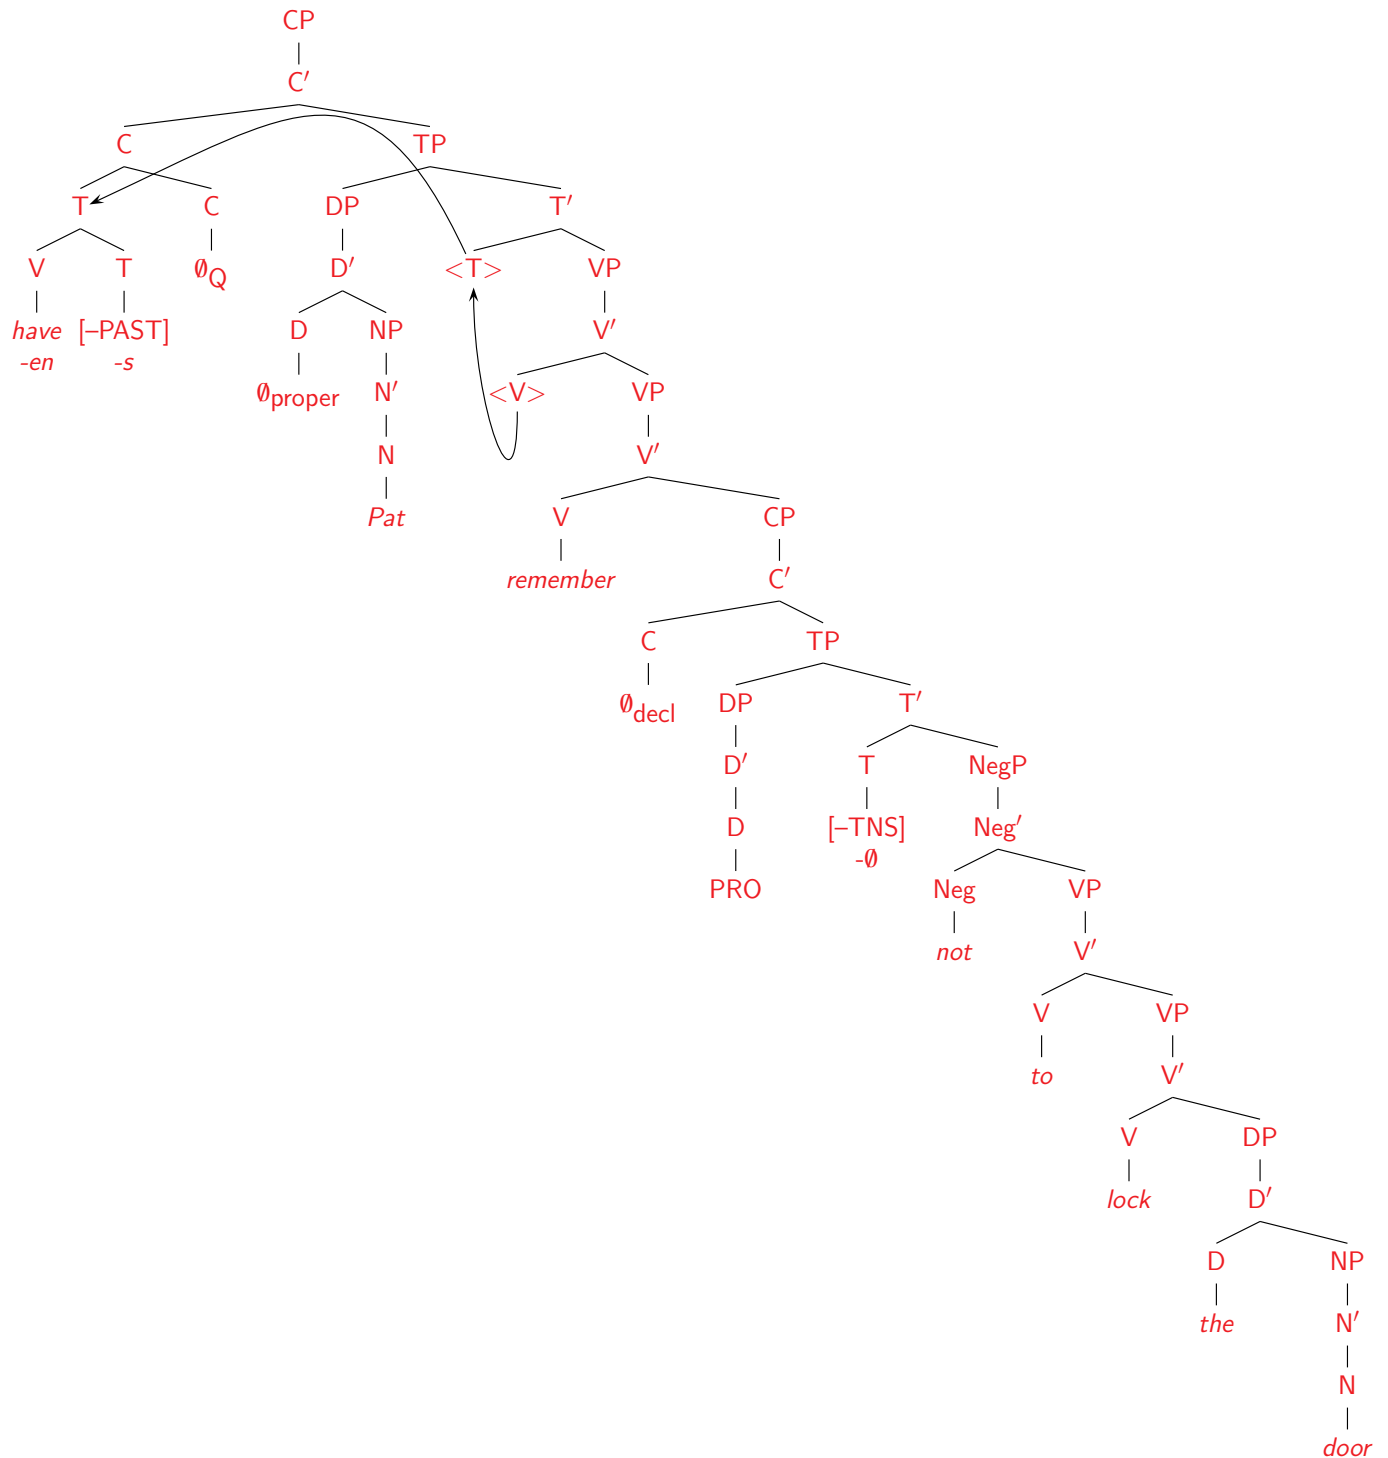 CP
C′
C TP
T C DP T′
V T ∅Q D′ <T> VP
have [–PAST] D NP V′
-en -s
∅proper N′ <V> VP
N V′
Pat V CP
remember C′
C TP
∅decl DP T′
D′ T NegP
D [–TNS] Neg′
-∅
PRO Neg VP
not V′
V VP
to V′
V DP
lock D′
D NP
the N′
N
door